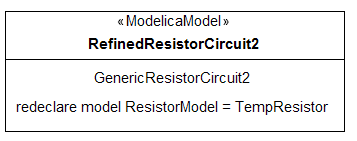 «ModelicaModel»
RefinedResistorCircuit2
GenericResistorCircuit2
redeclare model ResistorModel = TempResistor